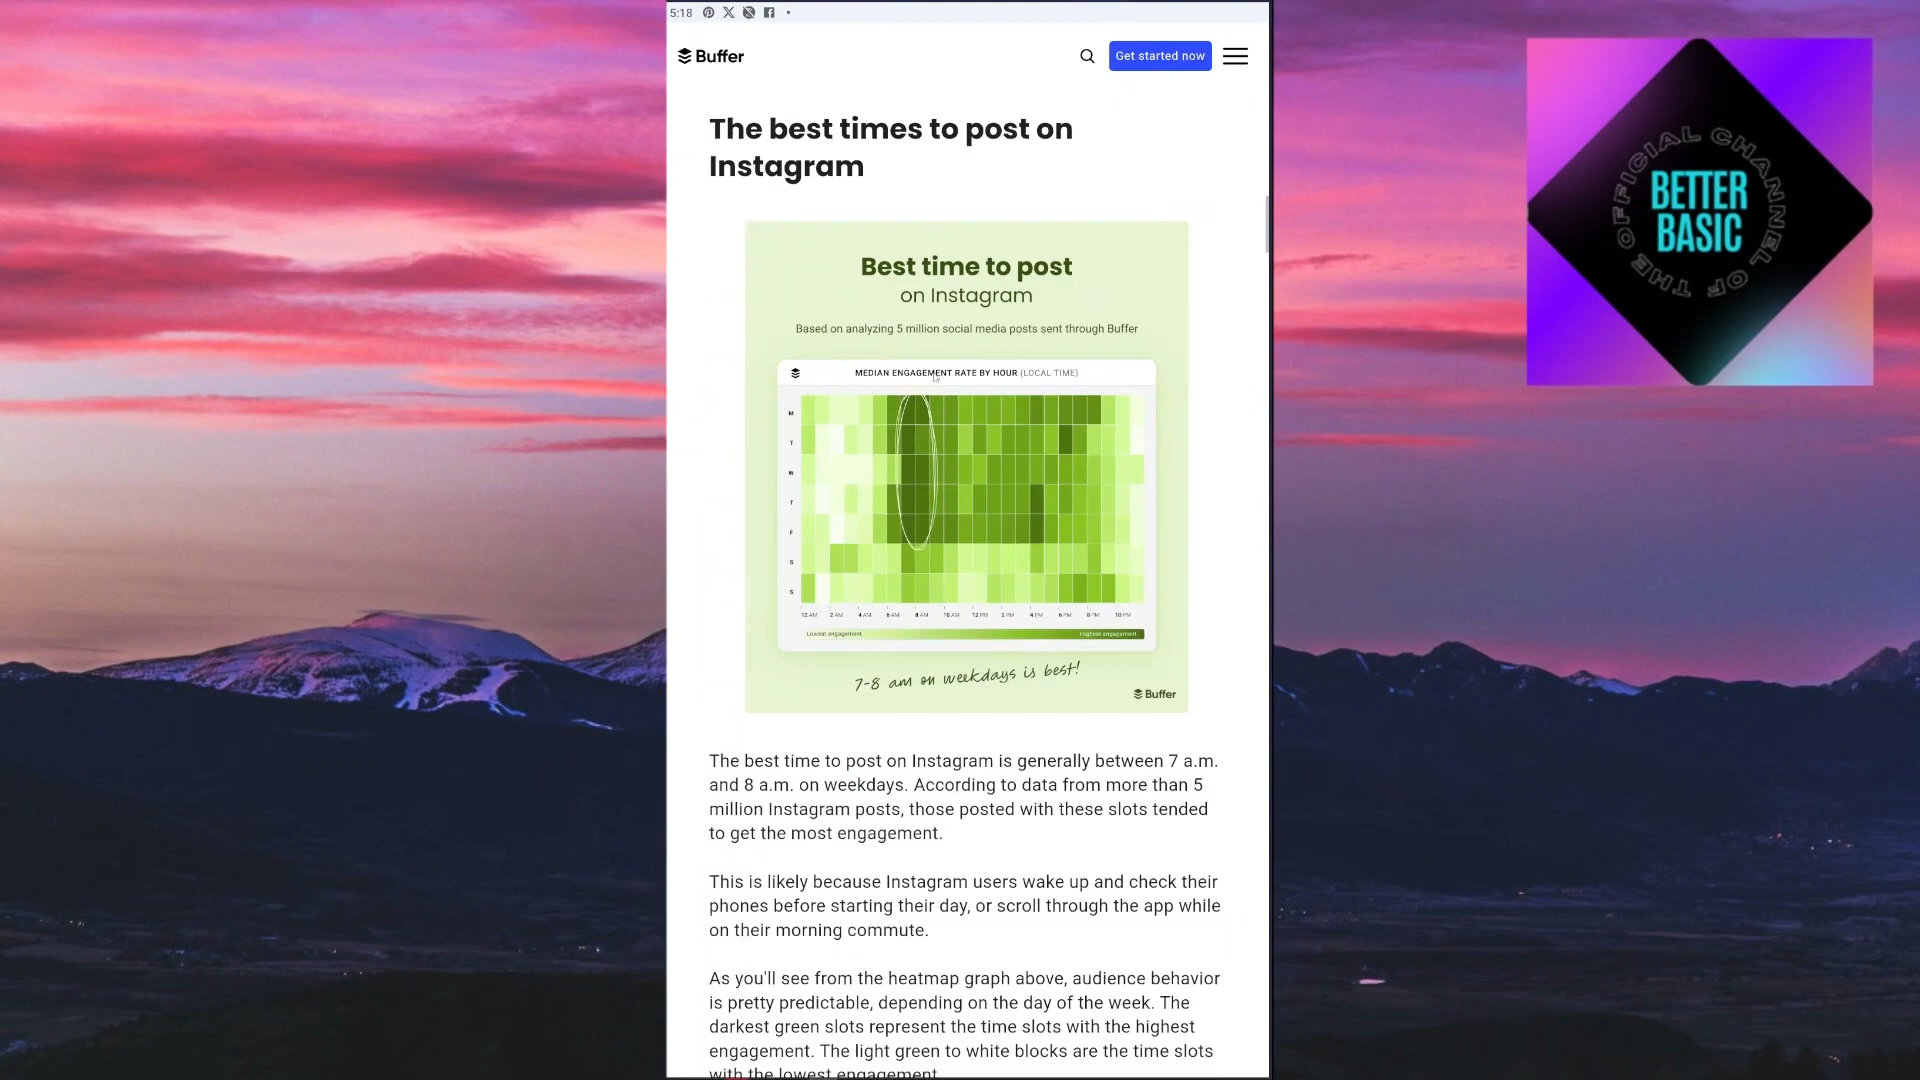 5:18
Buffer
Get started now
The best times to post on
Instagram
Best time to post
on Instagram
Based on analyzing 5 million social media posts sent through Buffer
MEDIAN ENGAGEMENT RATE BY HOUR (LOCAL TIME)
M
T
W
T
F
S
S
12 AM 2 AM 4 AM 6 AM 8 AM 10 AM 12 PM 2 PM 4 PM 6 PM 8 PM 10 PM
Lowest engagement Highest engagement
7-8 am on weekdays is best!
Buffer
The best time to post on Instagram is generally between 7 a.m.
and 8 a.m. on weekdays. According to data from more than 5
million Instagram posts, those posted with these slots tended
to get the most engagement.
This is likely because Instagram users wake up and check their
phones before starting their day, or scroll through the app while
on their morning commute.
As you'll see from the heatmap graph above, audience behavior
is pretty predictable, depending on the day of the week. The
darkest green slots represent the time slots with the highest
engagement. The light green to white blocks are the time slots
with the lowest engagement
OFFICIAL CHANNEL OF THE
BETTER
BASIC